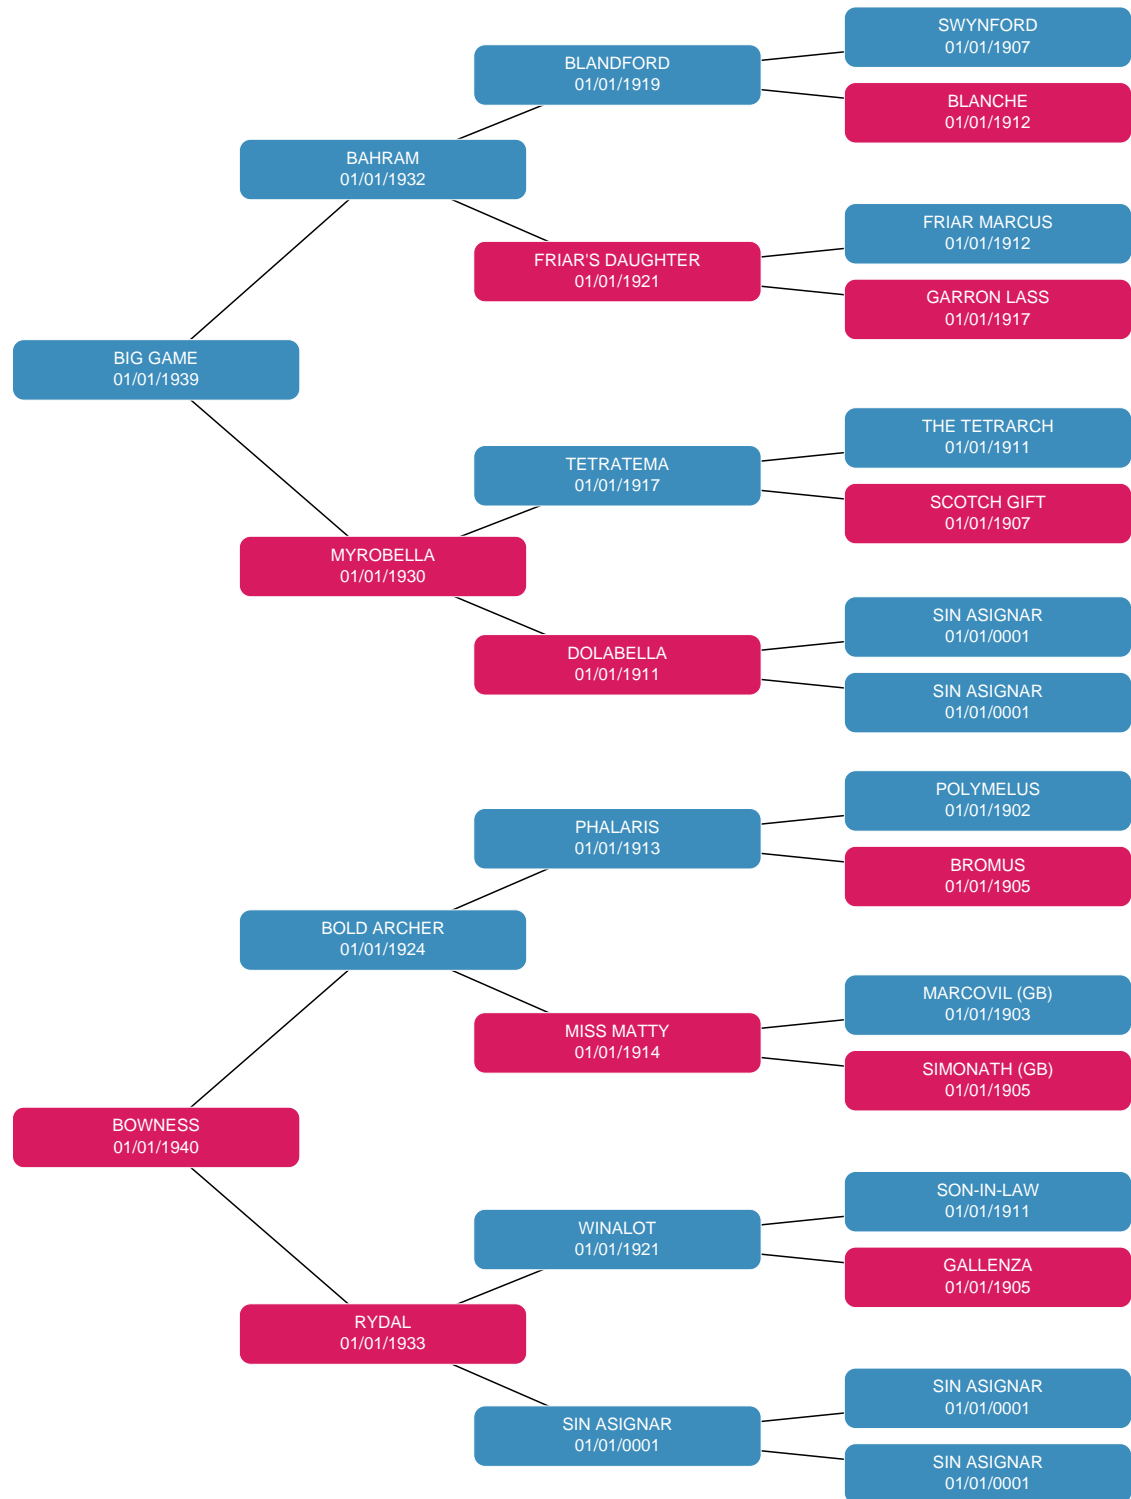 SWYNFORD
01/01/1907
BLANDFORD
01/01/1919
BLANCHE
01/01/1912
BAHRAM
01/01/1932
FRIAR MARCUS
01/01/1912
FRIAR'S DAUGHTER
01/01/1921
GARRON LASS
01/01/1917
BIG GAME
01/01/1939
THE TETRARCH
01/01/1911
TETRATEMA
01/01/1917
SCOTCH GIFT
01/01/1907
MYROBELLA
01/01/1930
SIN ASIGNAR
01/01/0001
DOLABELLA
01/01/1911
SIN ASIGNAR
01/01/0001
POLYMELUS
01/01/1902
PHALARIS
01/01/1913
BROMUS
01/01/1905
BOLD ARCHER
01/01/1924
MARCOVIL (GB)
01/01/1903
MISS MATTY
01/01/1914
SIMONATH (GB)
01/01/1905
BOWNESS
01/01/1940
SON-IN-LAW
01/01/1911
WINALOT
01/01/1921
GALLENZA
01/01/1905
RYDAL
01/01/1933
SIN ASIGNAR
01/01/0001
SIN ASIGNAR
01/01/0001
SIN ASIGNAR
01/01/0001